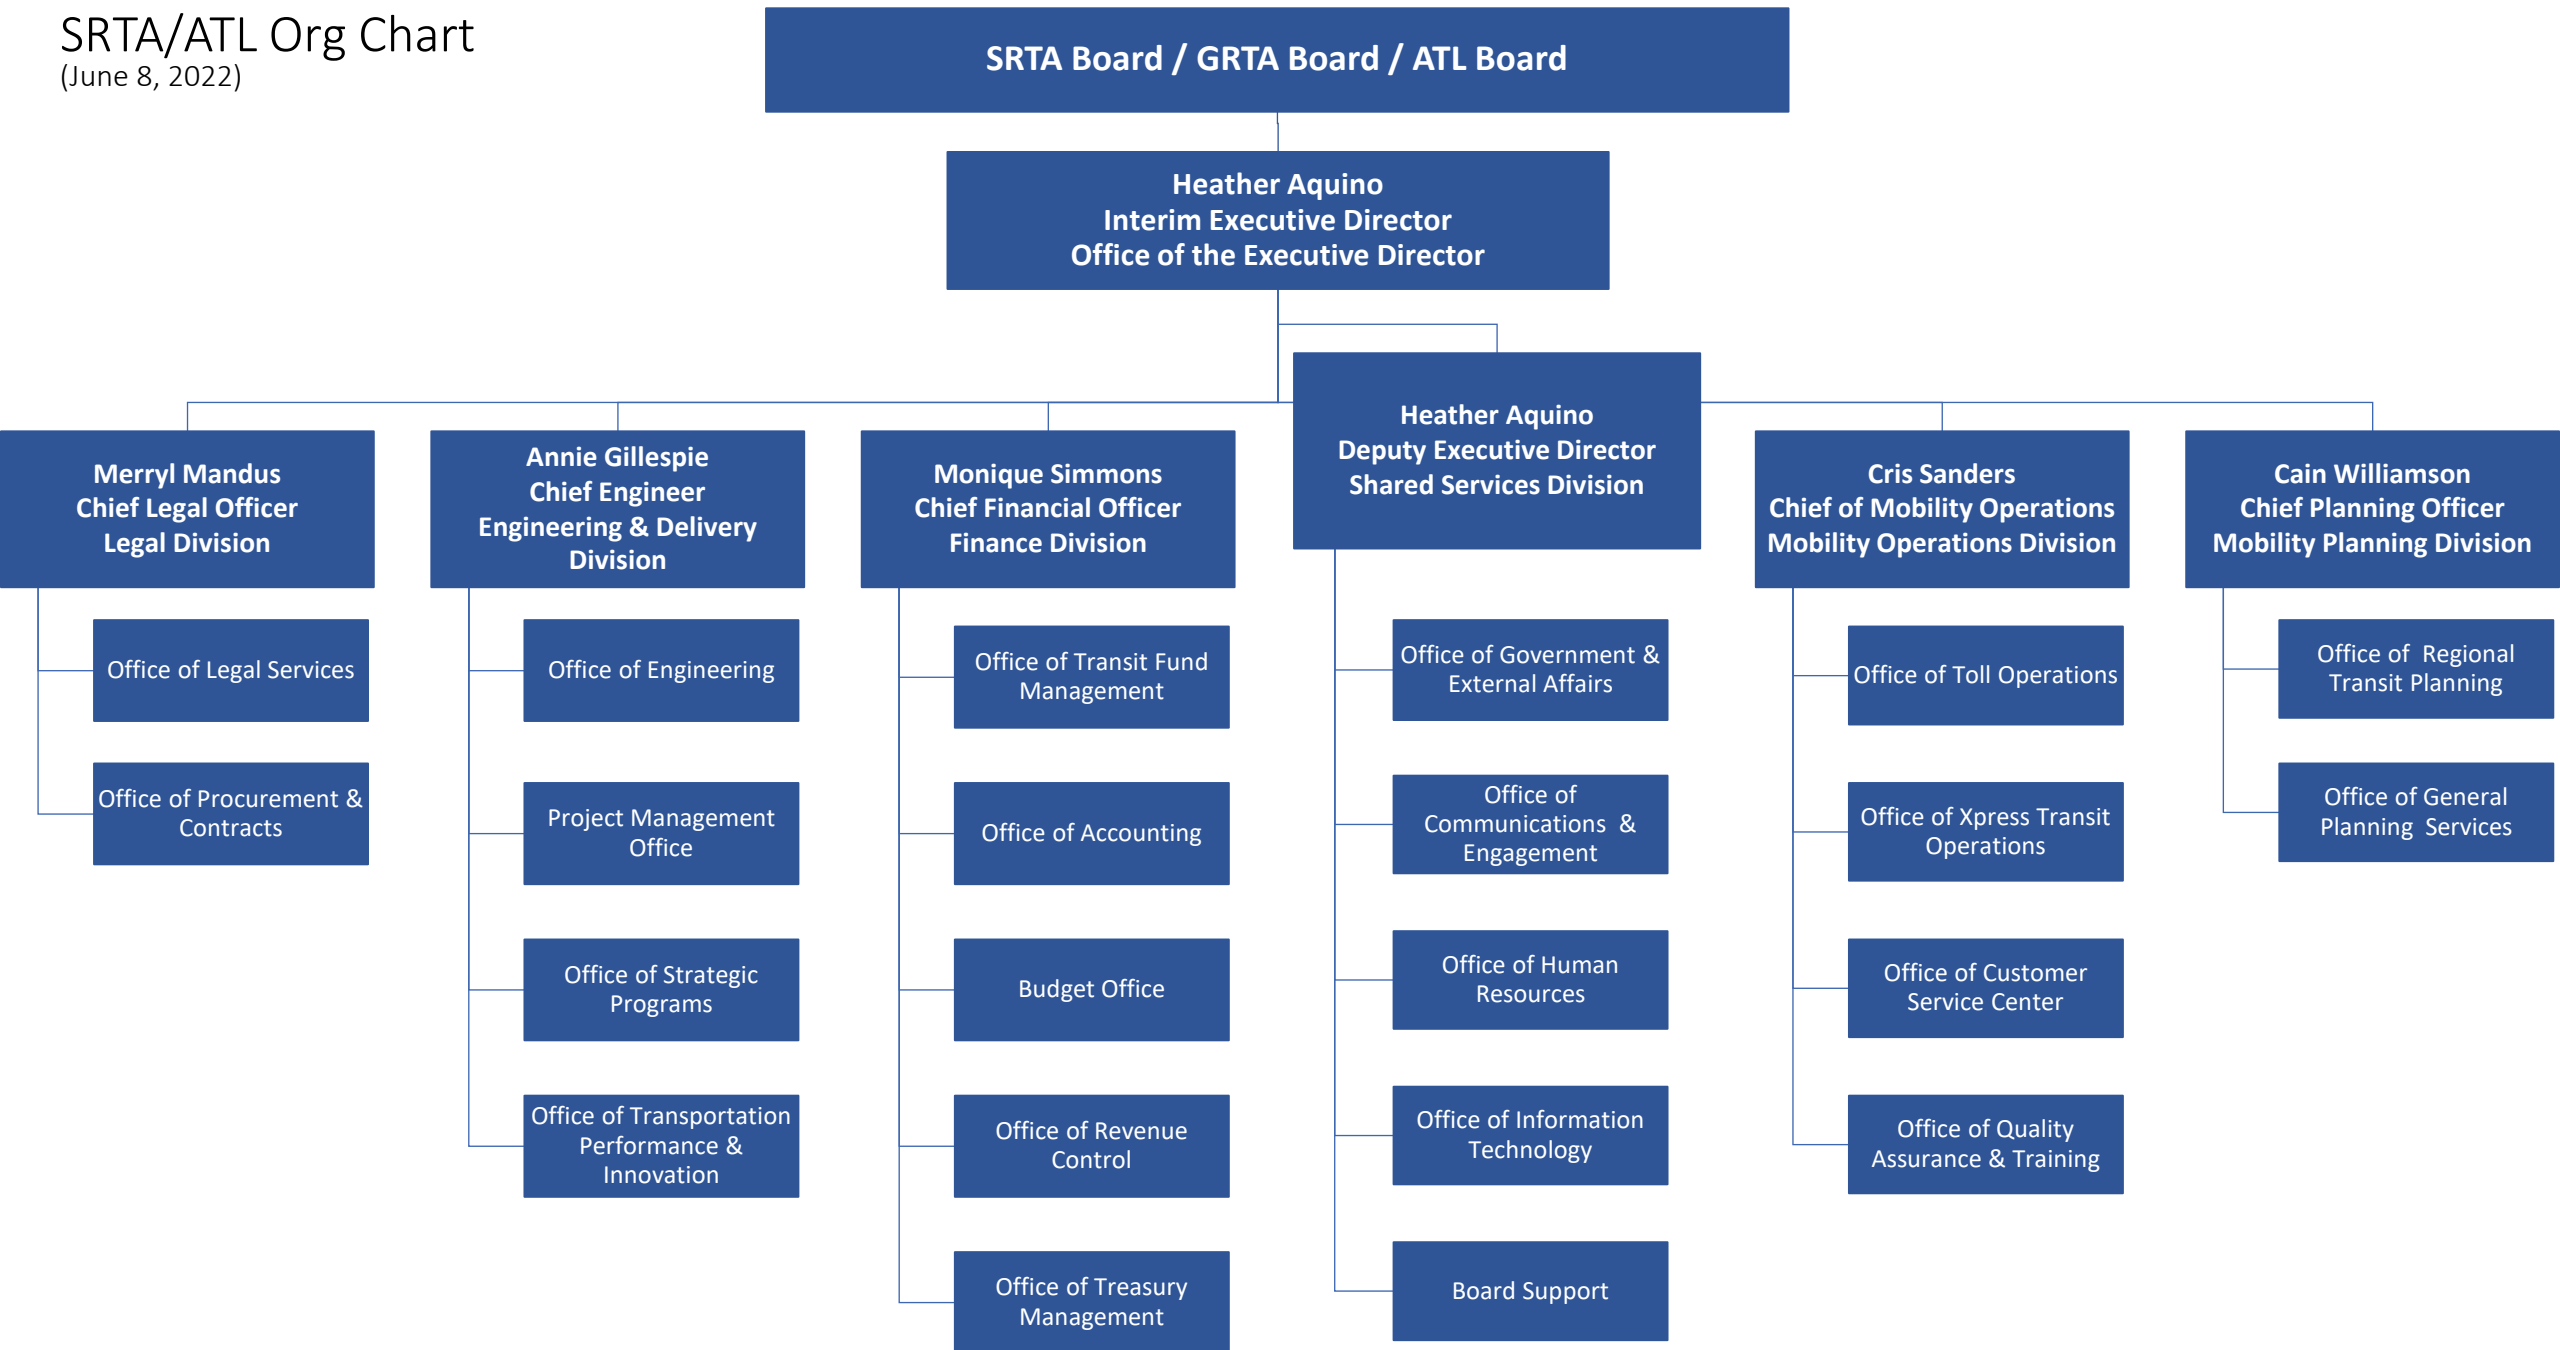 SRTA/ATL Org Chart
(June 8, 2022)
SRTA Board / GRTA Board / ATL Board
Heather Aquino
Interim Executive Director
Office of the Executive Director
Merryl Mandus
Chief Legal Officer
Legal Division
Office of Legal Services
Office of Procurement &
Contracts
Annie Gillespie
Chief Engineer
Engineering & Delivery
Division
Office of Engineering
Project Management
Office
Office of Strategic
Programs
Office of Transportation
Performance &
Innovation
Monique Simmons
Chief Financial Officer
Finance Division
Office of Transit Fund
Management
Office of Accounting
Budget Office
Office of Revenue
Control
Office of Treasury
Management
Heather Aquino
Deputy Executive Director
Shared Services Division
Office of Government &
External Affairs
Office of
Communications &
Engagement
Office of Human
Resources
Office of Information
Technology
Board Support
Cris Sanders
Chief of Mobility Operations
Mobility Operations Division
Office of Toll Operations
Office of Xpress Transit
Operations
Office of Customer
Service Center
Office of Quality
Assurance & Training
Cain Williamson
Chief Planning Officer
Mobility Planning Division
Office of Regional
Transit Planning
Office of General
Planning Services